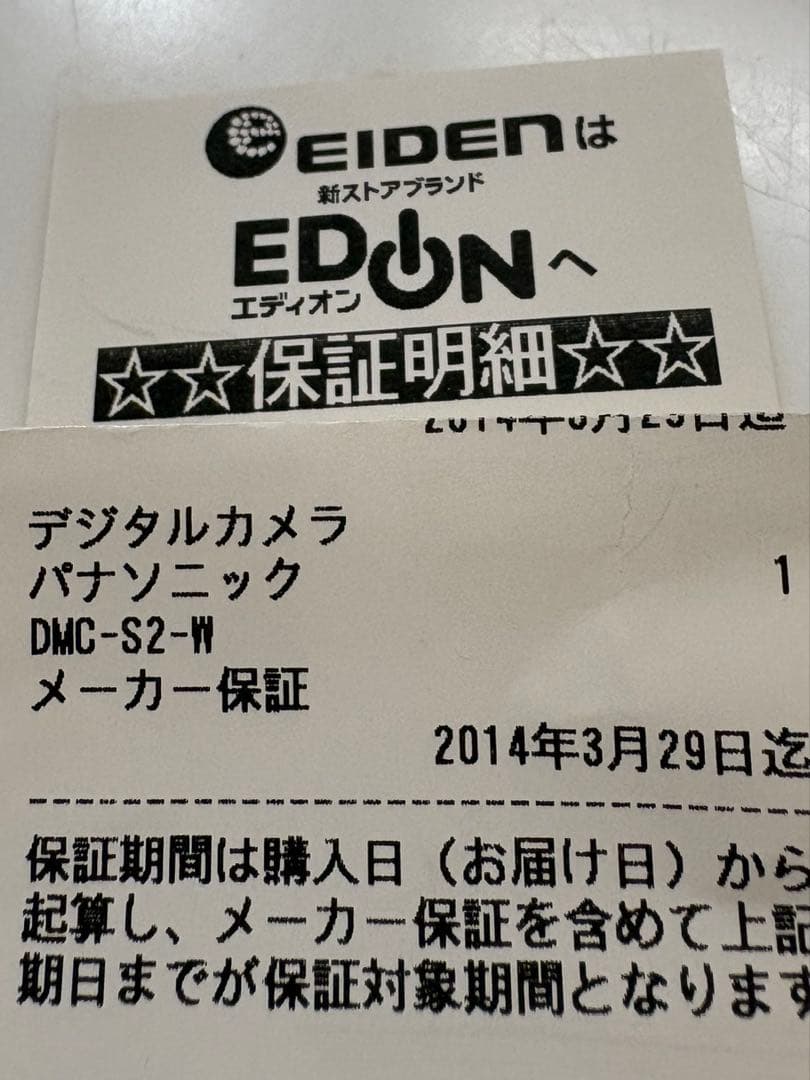 EIDENは
新ストアブランド
EDIONへ
エディオン
☆☆保証明細☆☆
デジタルカメラ
パナソニック 1
DMC-S2-W
メーカー保証
2014年3月29日迄
保証期間は購入日（お届け日）から
起算し、メーカー保証を含めて上記
期日までが保証対象期間となります